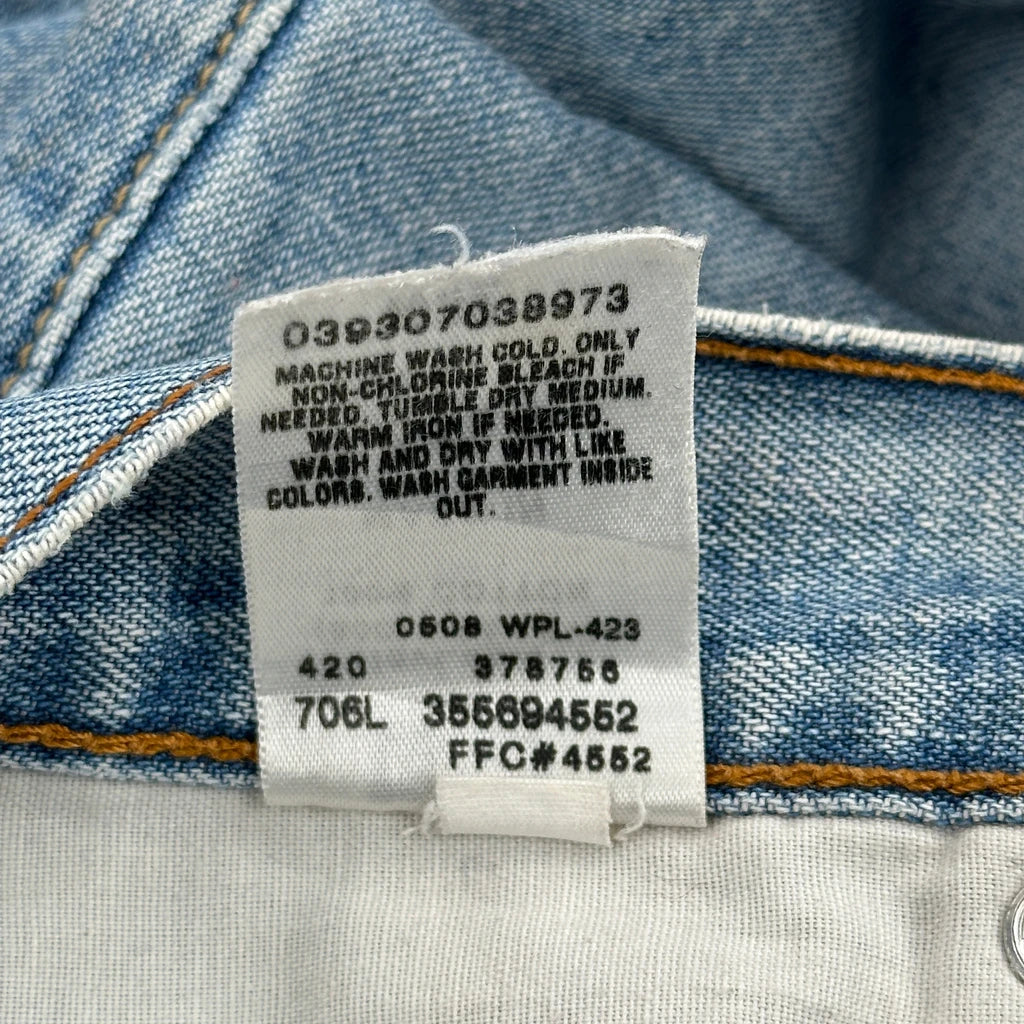 039307038973
MACHINE WASH COLD. ONLY
NON-CHLORINE BLEACH IF
NEEDED. TUMBLE DRY MEDIUM.
WARM IRON IF NEEDED.
WASH AND DRY WITH LIKE
COLORS. WASH GARMENT INSIDE
OUT.
0508 WPL-423
420 378756
706L 355694552
FFC#4552